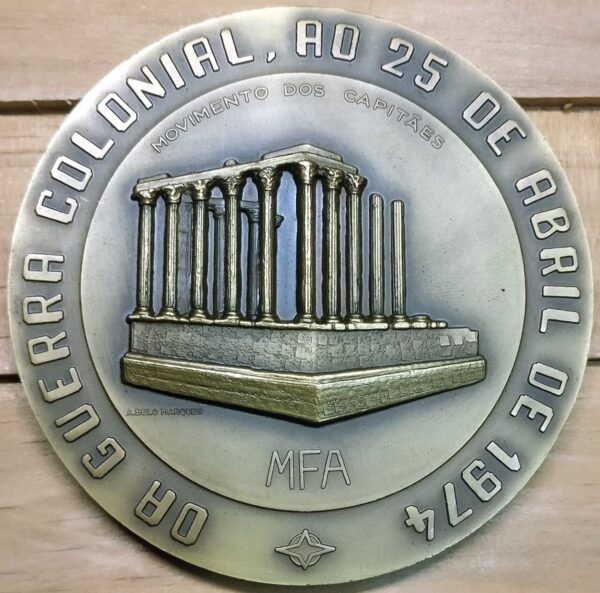 DA GUERRA COLONIAL, AO 25 DE ABRIL DE 1974
MOVIMENTO DOS CAPITÃES
A.BELO MARQUES
MFA